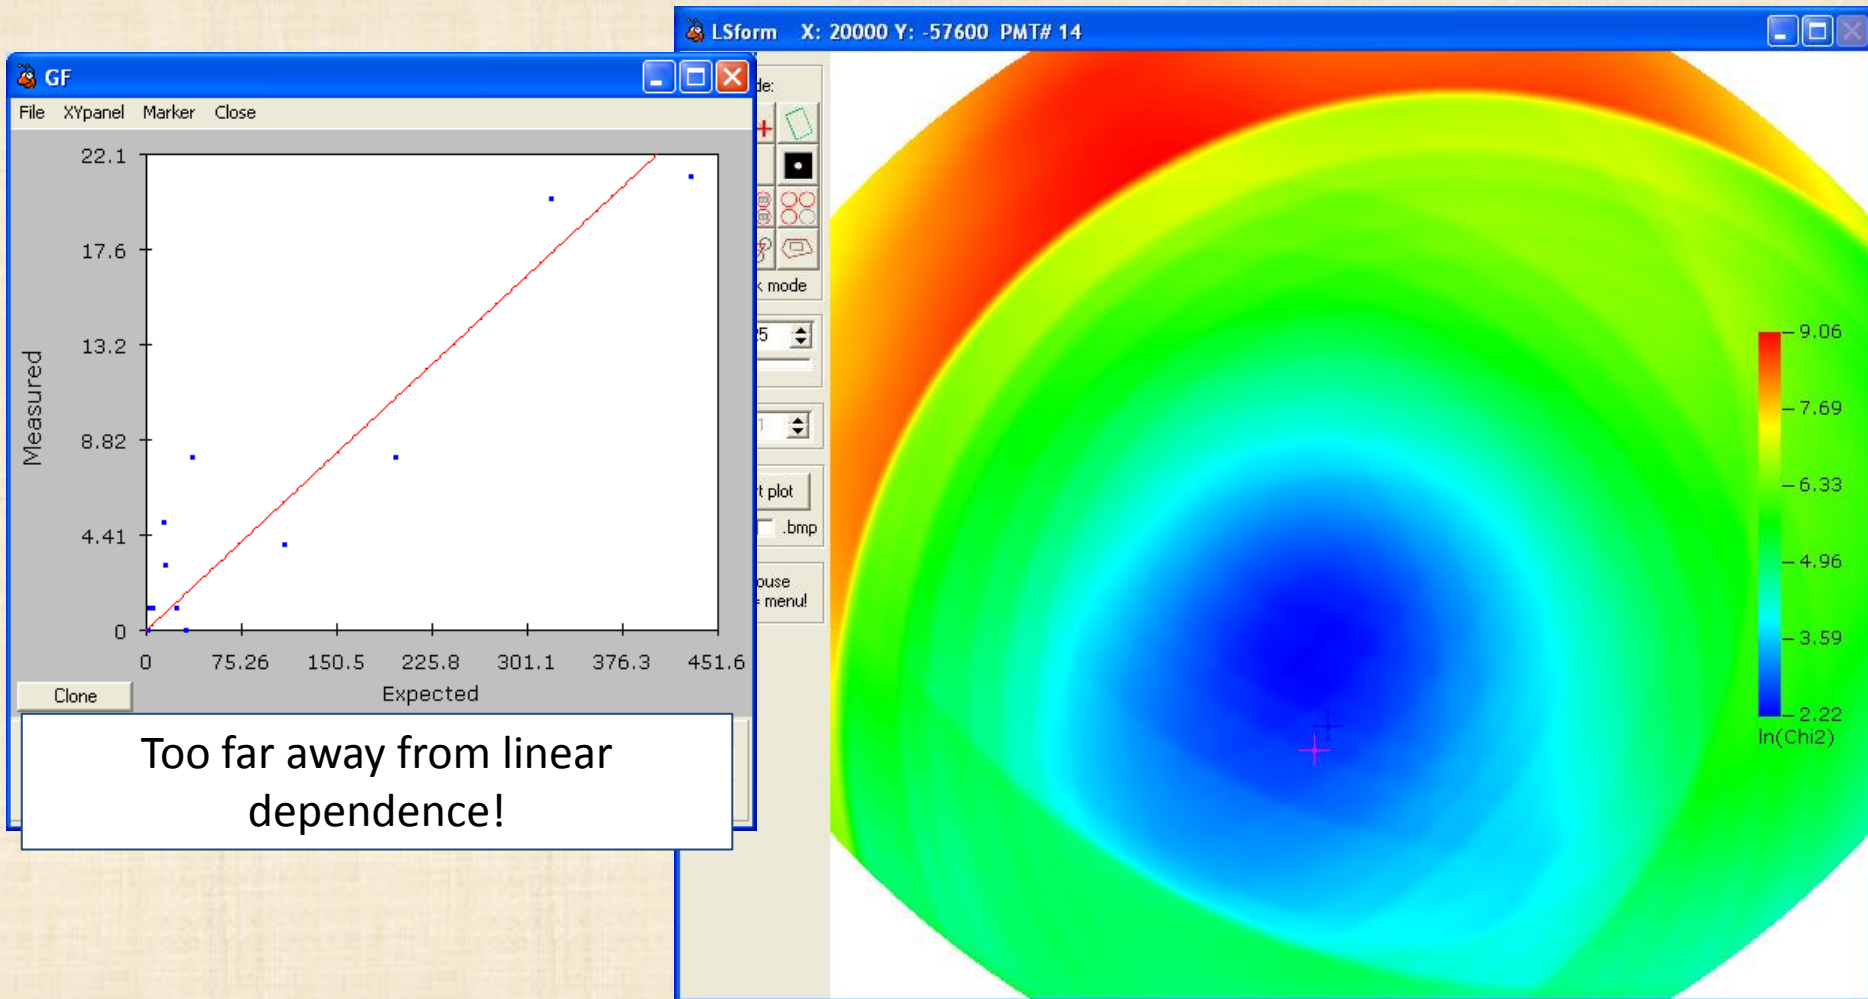 GF
File XYpanel Marker Close
22.1
17.6
13.2
8.82
4.41
0
Measured
0 75.26 150.5 225.8 301.1 376.3 451.6
Expected
Clone
Too far away from linear
dependence!
LSform X: 20000 Y: -57600 PMT# 14
de:
k mode
25
1
t plot
.bmp
ouse
= menu!
9.06
7.69
6.33
4.96
3.59
2.22
ln(Chi2)